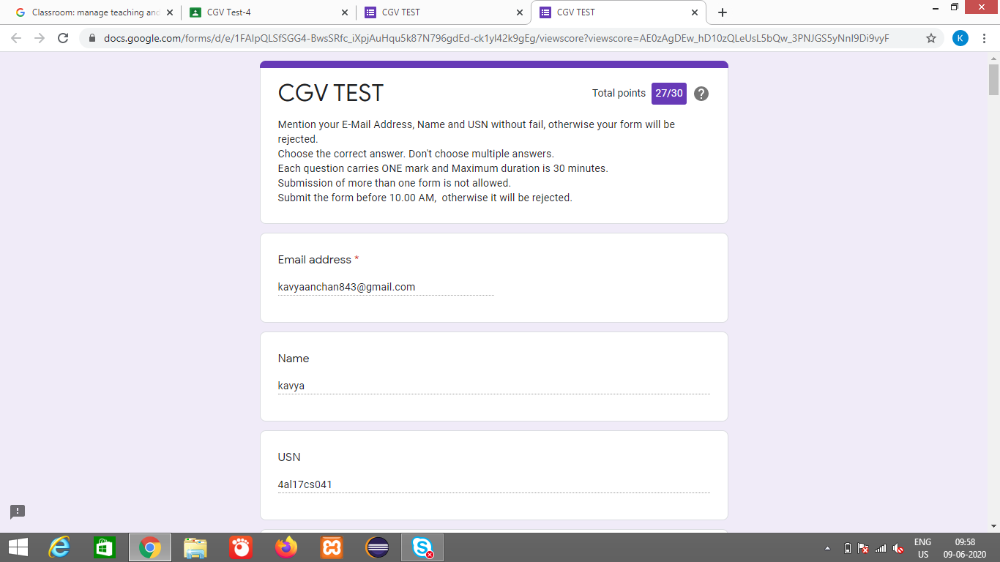 Classroom: manage teaching and
CGV Test-4
CGV TEST
CGV TEST
docs.google.com/forms/d/e/1FAIpQLSfSGG4-BwsSRfc_iXpjAuHqu5k87N796gdEd-ck1yl42k9gEg/viewscore?viewscore=AE0zAgDEw_hD10zQLeUsL5bQw_3PNJGS5yNnI9Di9vyF
K
CGV TEST
Total points 27/30
Mention your E-Mail Address, Name and USN without fail, otherwise your form will be
rejected.
Choose the correct answer. Don't choose multiple answers.
Each question carries ONE mark and Maximum duration is 30 minutes.
Submission of more than one form is not allowed.
Submit the form before 10.00 AM,  otherwise it will be rejected.
Email address *
kavyaanchan843@gmail.com
Name
kavya
USN
4al17cs041
ENG
US
09:58
09-06-2020